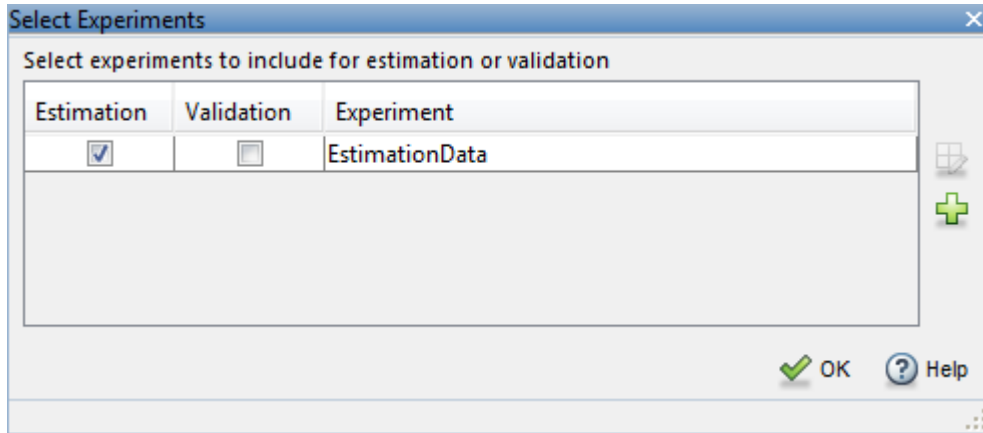 Select Experiments
Select experiments to include for estimation or validation
Estimation Validation Experiment
EstimationData
OK Help